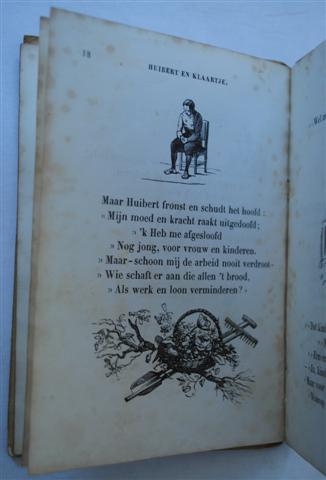 18
HUIBERT EN KLAARTJE.
Maar Huibert fronst en schudt het hoofd :
« Mijn moed en kracht raakt uitgedoofd;
» 'k Heb me afgesloofd
» Nog jong, voor vrouw en kinderen.
» Maar-schoon mij de arbeid nooit verdroot-
» Wie schaft er aan die allen 't brood,
» Als werk en loon verminderen? »